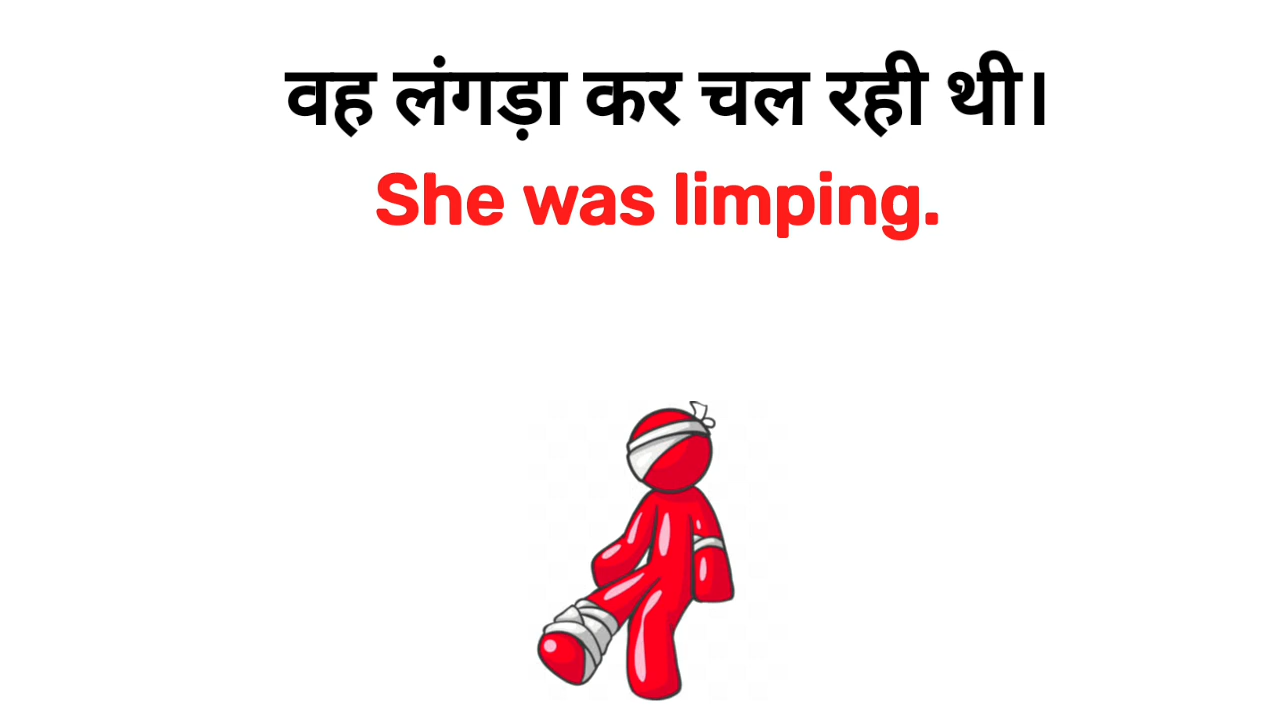 वह लंगड़ा कर चल रही थी।
She was limping.